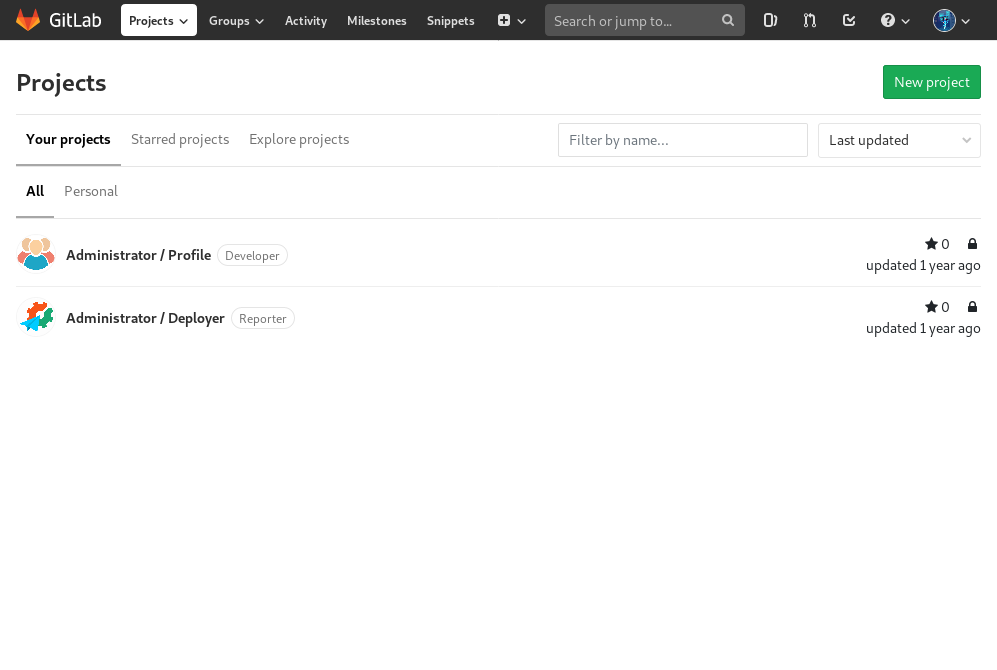 GitLab Projects Groups Activity Milestones Snippets Search or jump to...
Projects New project
Your projects Starred projects Explore projects Filter by name... Last updated
All Personal
Administrator / Profile Developer 0
updated 1 year ago
Administrator / Deployer Reporter 0
updated 1 year ago